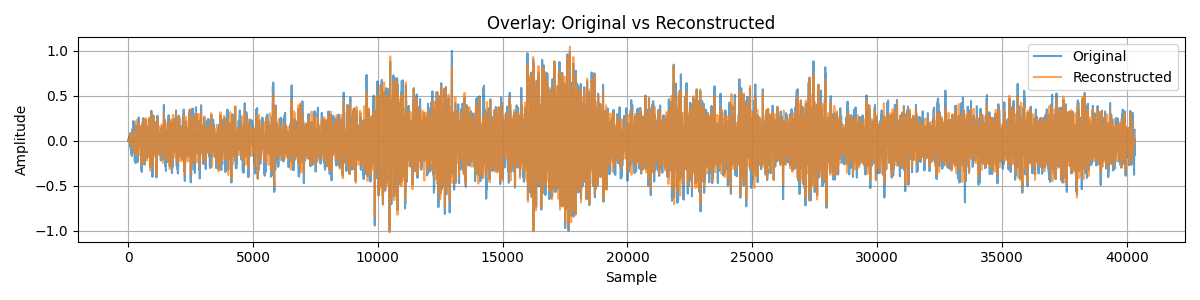 Overlay: Original vs Reconstructed
Original
Reconstructed
Amplitude
1.0
0.5
0.0
−0.5
−1.0
0 5000 10000 15000 20000 25000 30000 35000 40000
Sample